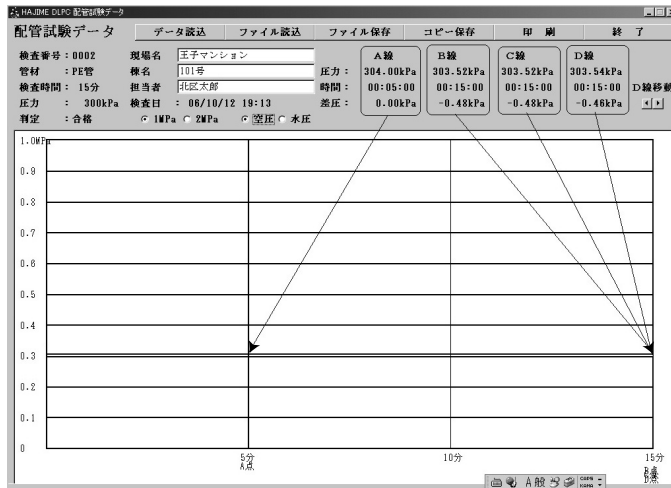 HAJIME DLPC 配管試験データ
配管試験データ データ読込 ファイル読込 ファイル保存 コピー保存 印 刷 終 了
検査番号:0002 現場名 王子マンション A線 B線 C線 D線
管材 :PE管 棟名 101号 圧力: 304.00kPa 303.52kPa 303.52kPa 303.54kPa
検査時間: 15分 担当者 北区太郎 時間: 00:05:00 00:15:00 00:15:00 00:15:00 D線移動
圧力 : 300kPa 検査日 : 06/10/12 19:13 差圧: 0.00kPa -0.48kPa -0.48kPa -0.46kPa
判定 :合格 1MPa 2MPa 空圧 水圧
1.0MPa
0.9
0.8
0.7
0.6
0.5
0.4
0.3
0.2
0.1
0
5分 10分 15分
A点
D点
A 般 CAPS
KANA